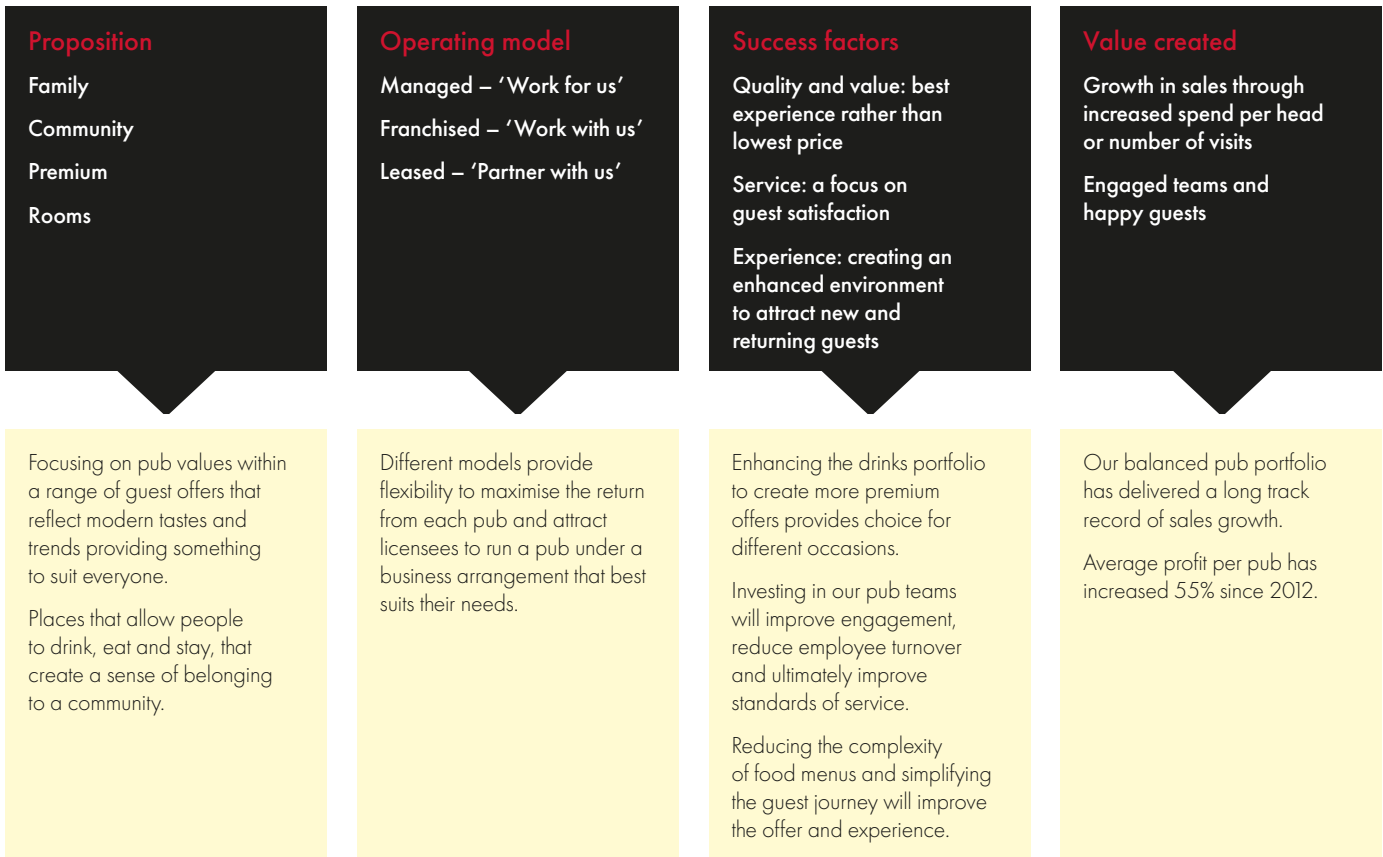 Proposition
Family
Community
Premium
Rooms
Focusing on pub values within
a range of guest offers that
reflect modern tastes and
trends providing something
to suit everyone.
Places that allow people
to drink, eat and stay, that
create a sense of belonging
to a community.
Operating model
Managed – ‘Work for us’
Franchised – ‘Work with us’
Leased – ‘Partner with us’
Different models provide
flexibility to maximise the return
from each pub and attract
licensees to run a pub under a
business arrangement that best
suits their needs.
Success factors
Quality and value: best
experience rather than
lowest price
Service: a focus on
guest satisfaction
Experience: creating an
enhanced environment
to attract new and
returning guests
Enhancing the drinks portfolio
to create more premium
offers provides choice for
different occasions.
Investing in our pub teams
will improve engagement,
reduce employee turnover
and ultimately improve
standards of service.
Reducing the complexity
of food menus and simplifying
the guest journey will improve
the offer and experience.
Value created
Growth in sales through
increased spend per head
or number of visits
Engaged teams and
happy guests
Our balanced pub portfolio
has delivered a long track
record of sales growth.
Average profit per pub has
increased 55% since 2012.